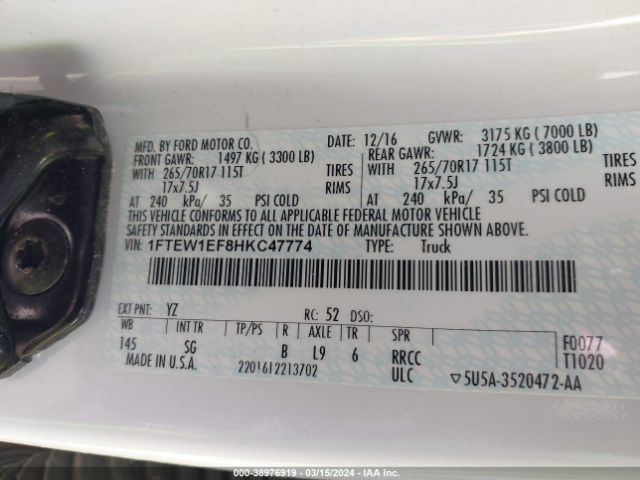 MFD. BY FORD MOTOR CO. DATE: 12/16 GVWR: 3175 KG ( 7000 LB)
FRONT GAWR: 1497 KG ( 3300 LB) REAR GAWR: 1724 KG ( 3800 LB)
WITH 265/70R17 115T TIRES WITH 265/70R17 115T TIRES
17x7.5J RIMS 17x7.5J RIMS
AT 240 kPa/ 35 PSI COLD AT 240 kPa/ 35 PSI COLD
THIS VEHICLE CONFORMS TO ALL APPLICABLE FEDERAL MOTOR VEHICLE
SAFETY STANDARDS IN EFFECT ON THE DATE OF MANUFACTURE SHOWN ABOVE.
VIN: 1FTEW1EF8HKC47774 TYPE: Truck
EXT PNT: YZ RC: 52 DSO:
WB INT TR TP/PS R AXLE TR SPR F0077
145 SG B L9 6 RRCC T1020
MADE IN U.S.A. 2201612213702 ULC ▽5U5A-3520472-AA
000-38976919 - 03/15/2024 - IAA Inc.